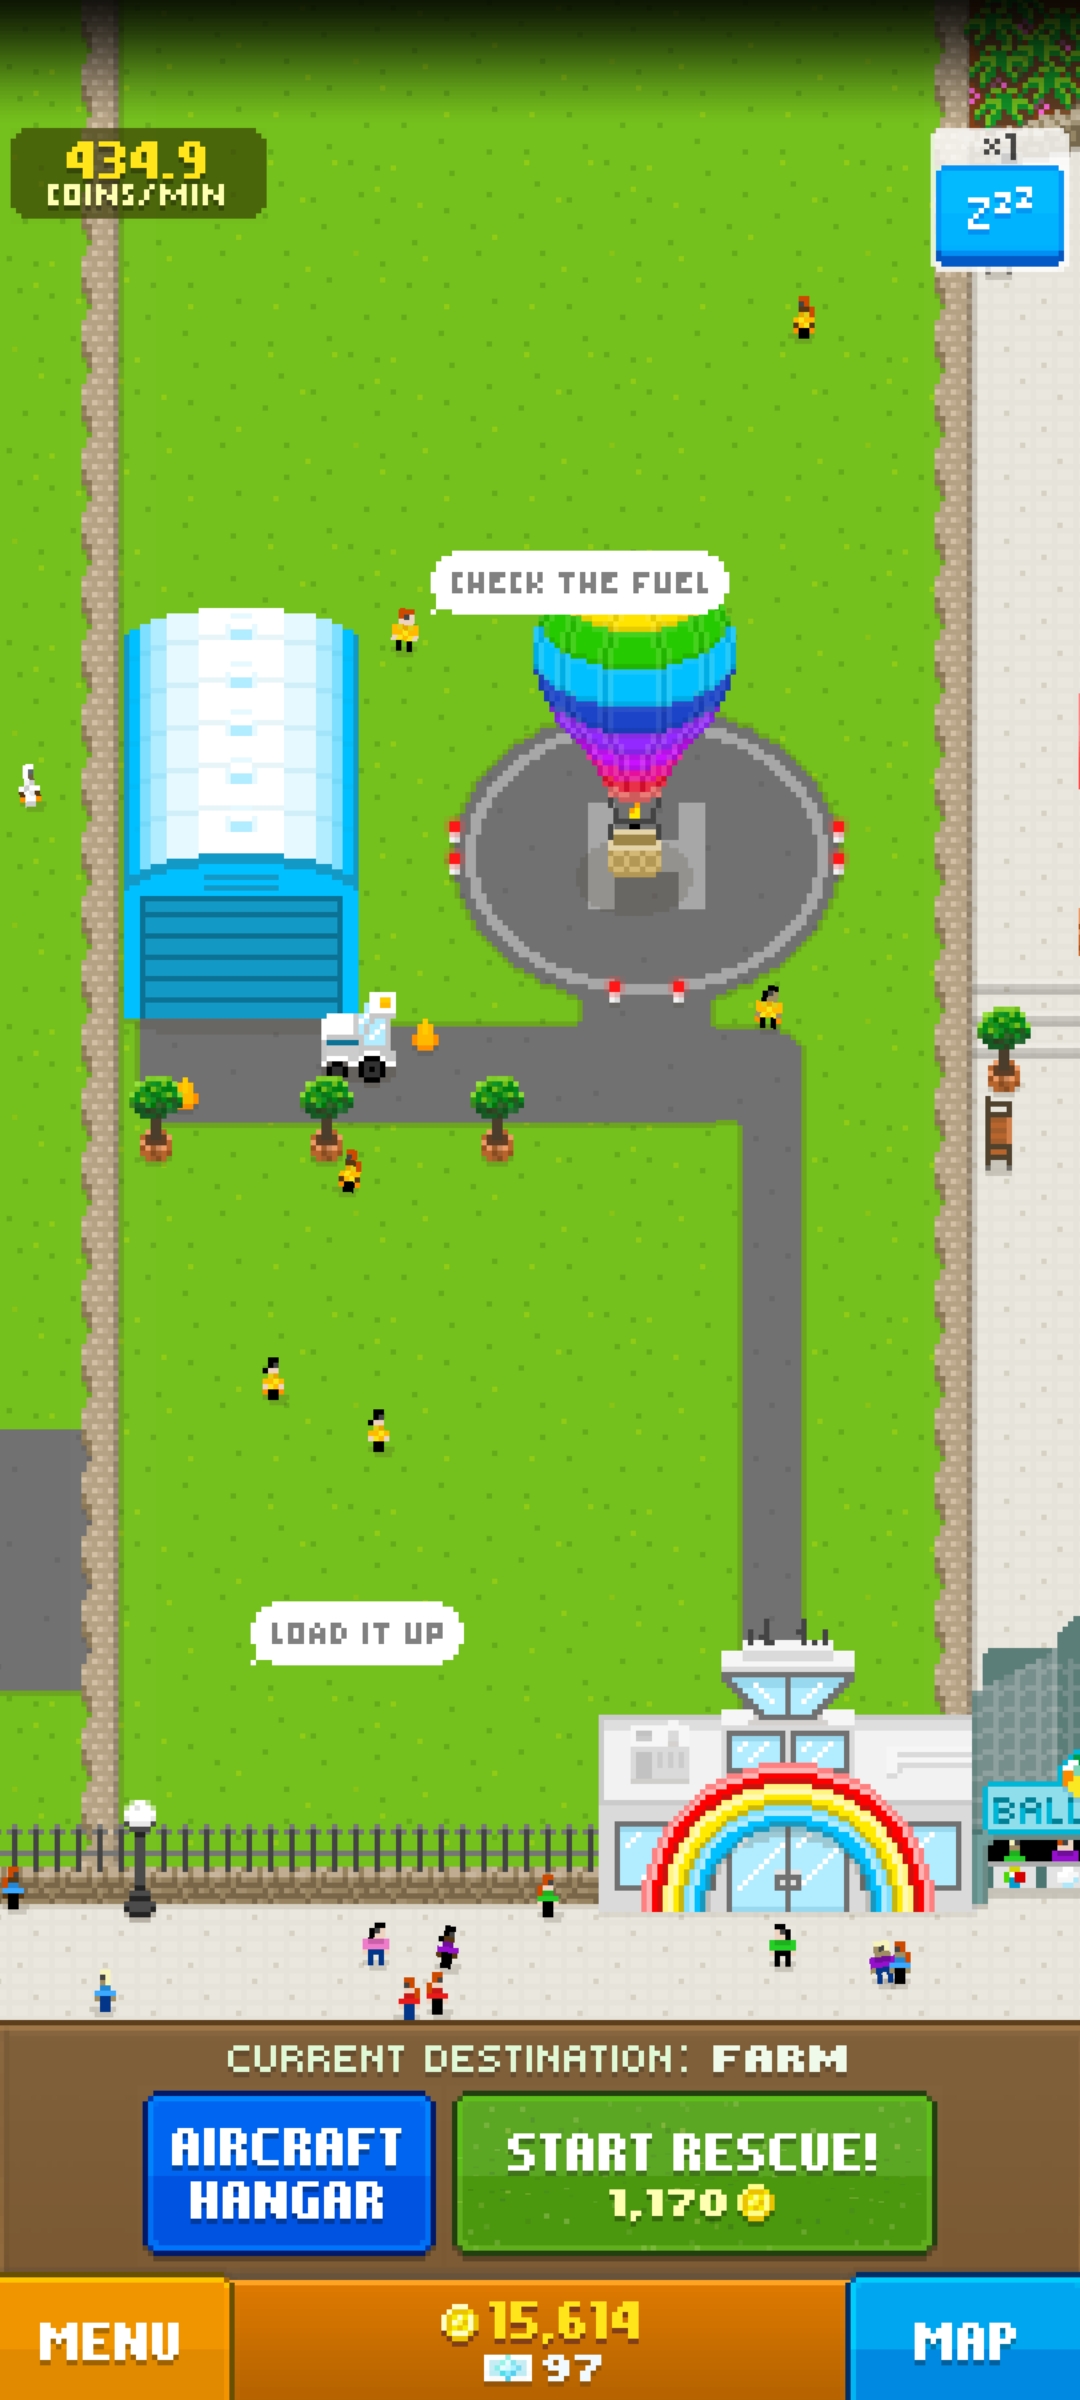 434.9
COINS/MIN
×1
zzz
CHECK THE FUEL
LOAD IT UP
BALL
CURRENT DESTINATION: FARM
AIRCRAFT
HANGAR
START RESCUE!
1,170
MENU
15,614
97
MAP